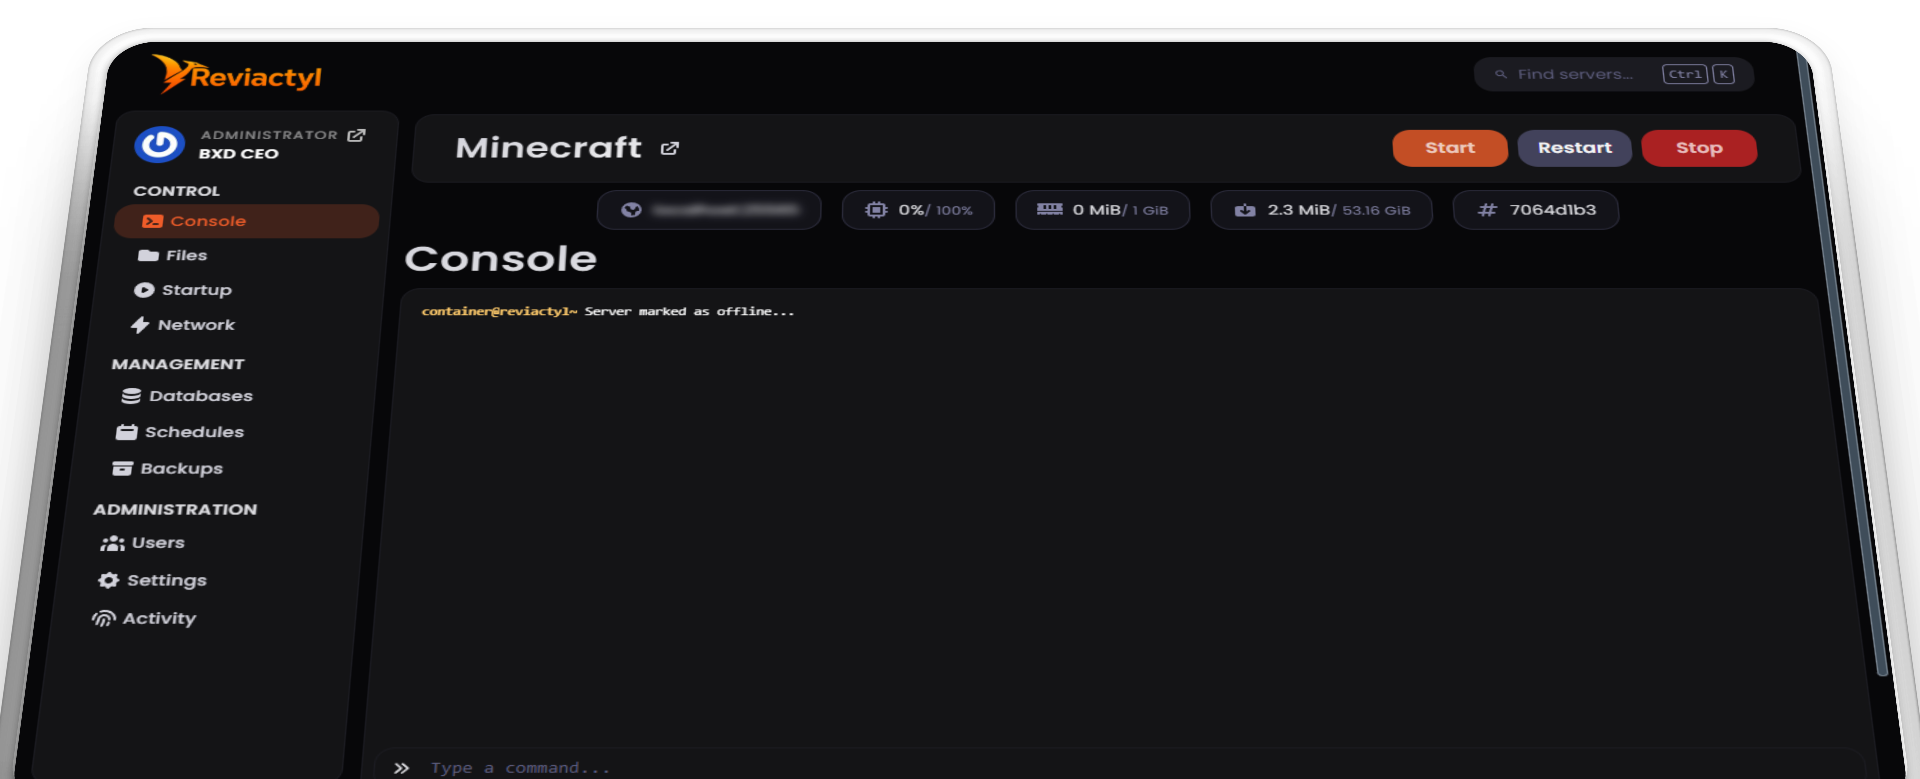 Reviactyl
Find servers... Ctrl K
ADMINISTRATOR
BXD CEO
CONTROL
Console
Files
Startup
Network
MANAGEMENT
Databases
Schedules
Backups
ADMINISTRATION
Users
Settings
Activity
Minecraft
Start Restart Stop
0%/ 100% 0 MiB/ 1 GiB 2.3 MiB/ 53.16 GiB # 7064d1b3
Console
container@reviactyl~ Server marked as offline...
» Type a command...